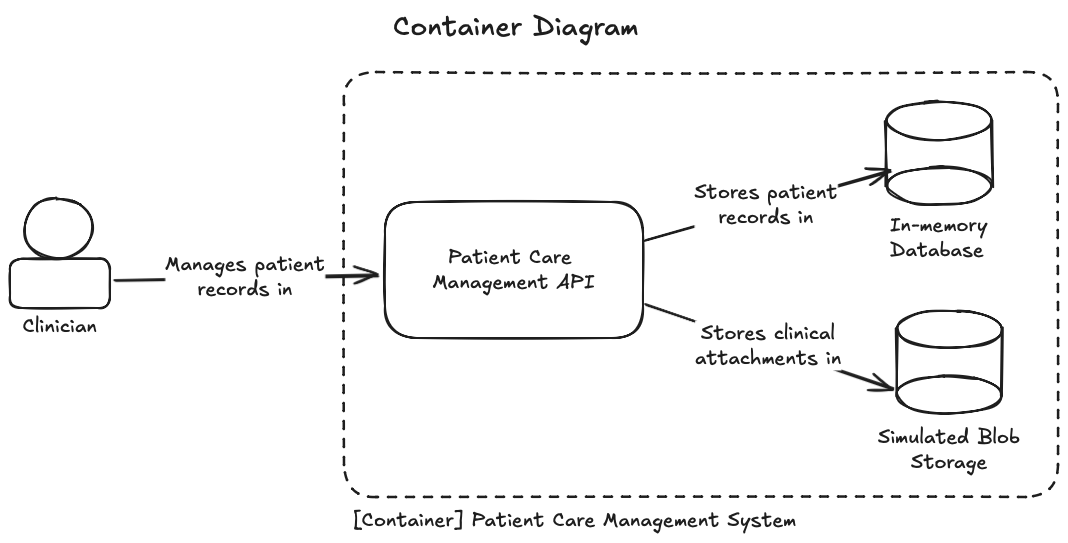 Container Diagram
Clinician
Manages patient
records in
Patient Care
Management API
Stores patient
records in
In-memory
Database
Stores clinical
attachments in
Simulated Blob
Storage
[Container] Patient Care Management System